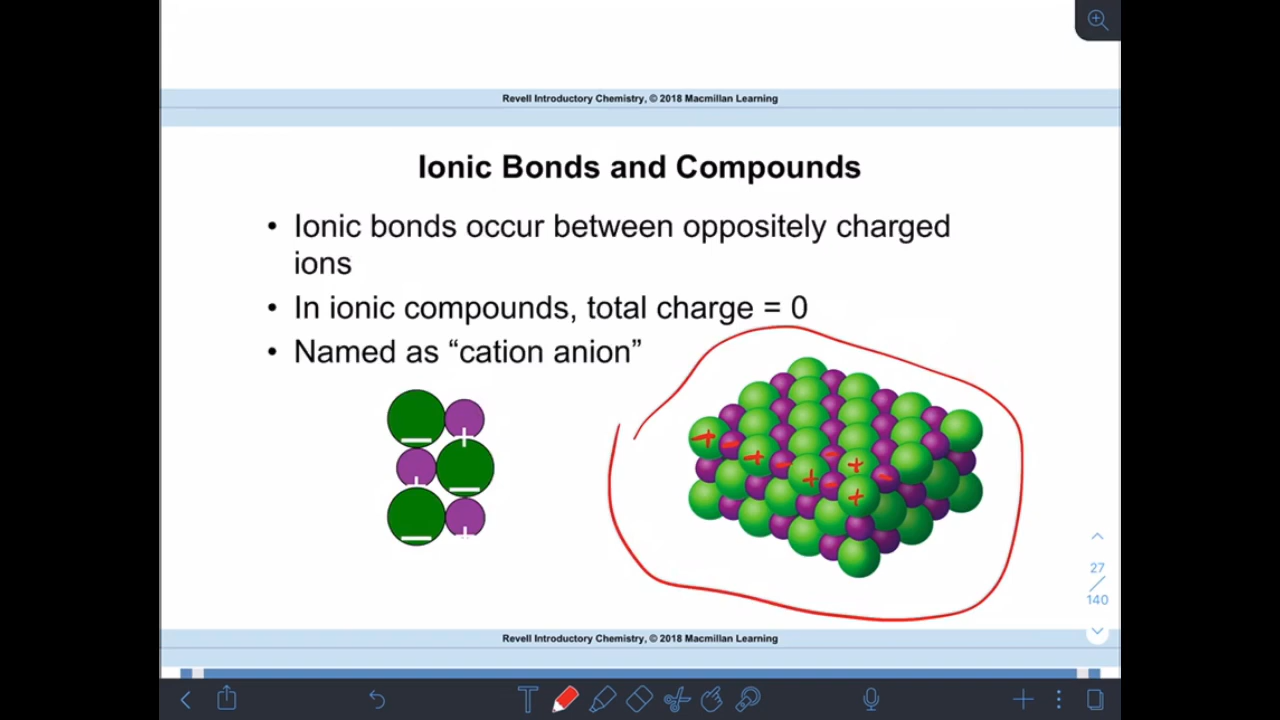 Revell Introductory Chemistry, © 2018 Macmillan Learning
Ionic Bonds and Compounds
• Ionic bonds occur between oppositely charged
ions
• In ionic compounds, total charge = 0
• Named as “cation anion”
— +
+ —
— +
+ - + - + - + - + -
27
/
140
Revell Introductory Chemistry, © 2018 Macmillan Learning
T